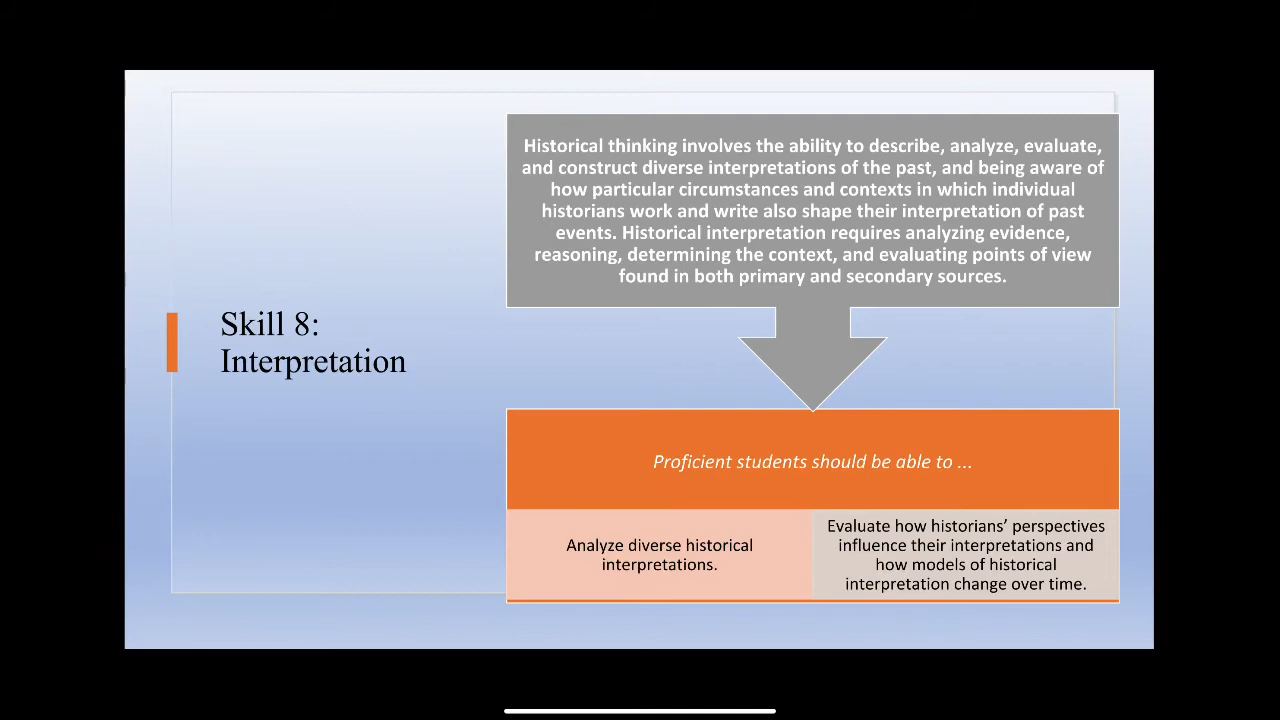 Skill 8:
Interpretation
Historical thinking involves the ability to describe, analyze, evaluate,
and construct diverse interpretations of the past, and being aware of
how particular circumstances and contexts in which individual
historians work and write also shape their interpretation of past
events. Historical interpretation requires analyzing evidence,
reasoning, determining the context, and evaluating points of view
found in both primary and secondary sources.
Proficient students should be able to ...
Analyze diverse historical
interpretations.
Evaluate how historians’ perspectives
influence their interpretations and
how models of historical
interpretation change over time.